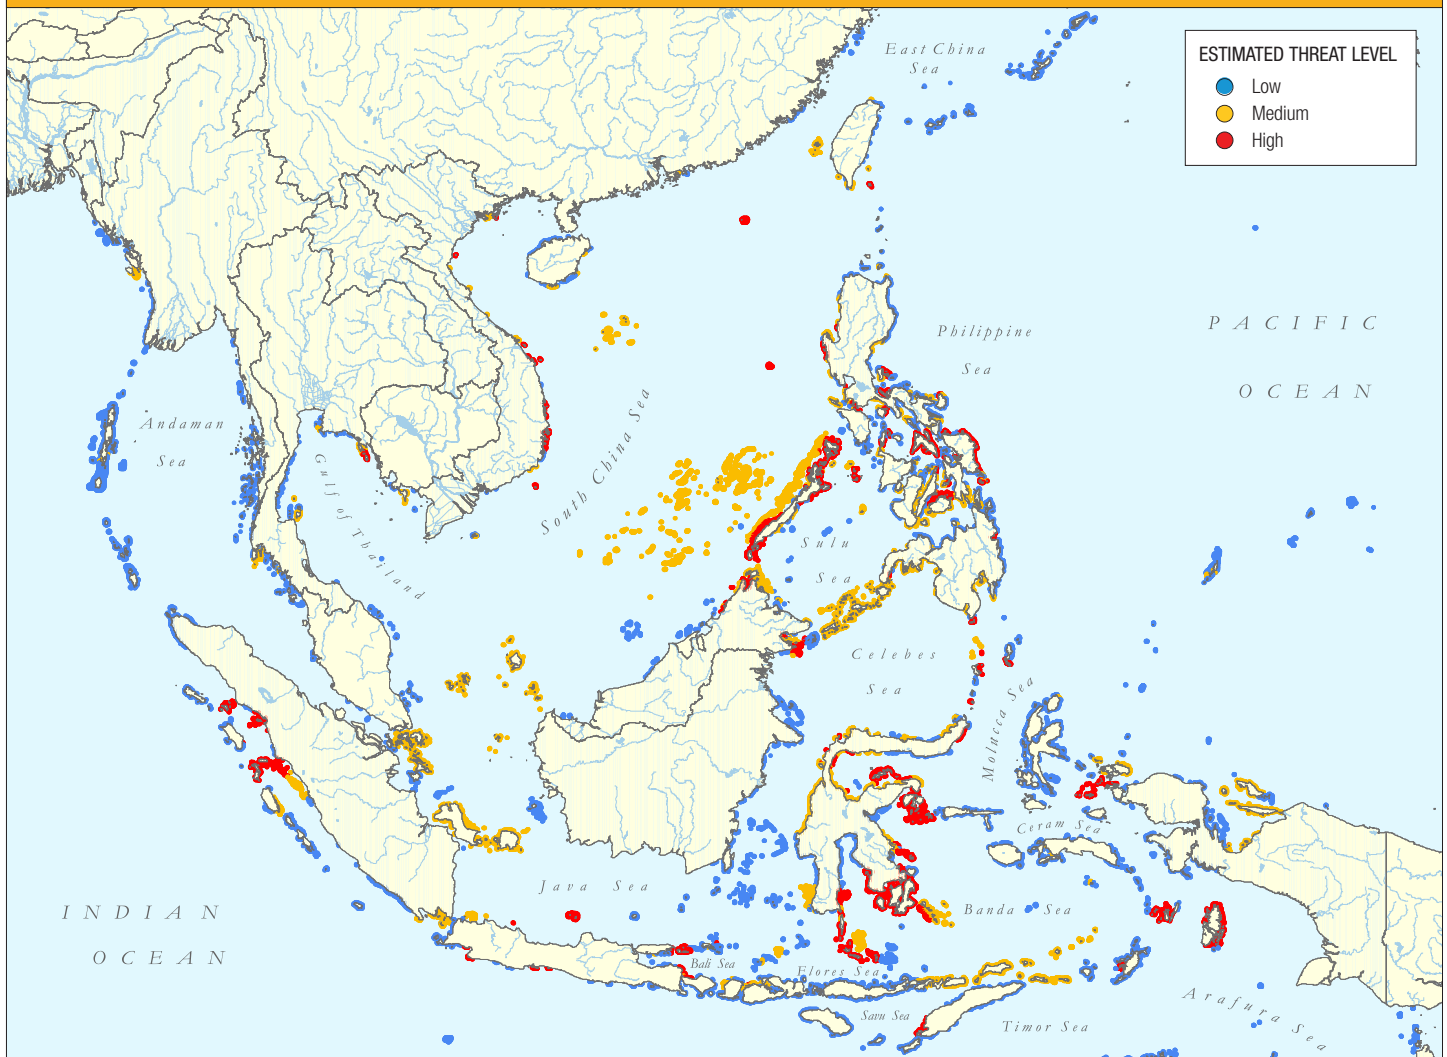 East China
Sea
ESTIMATED THREAT LEVEL
Low
Medium
High
PACIFIC
OCEAN
Philippine
Sea
Andaman
Sea
Gulf of Thailand
South China Sea
Sulu
Sea
Celebes
Sea
Molucca Sea
Ceram Sea
Java Sea
Banda Sea
INDIAN
OCEAN
Bali Sea
Flores Sea
Savu Sea
Timor Sea
Arafura Sea